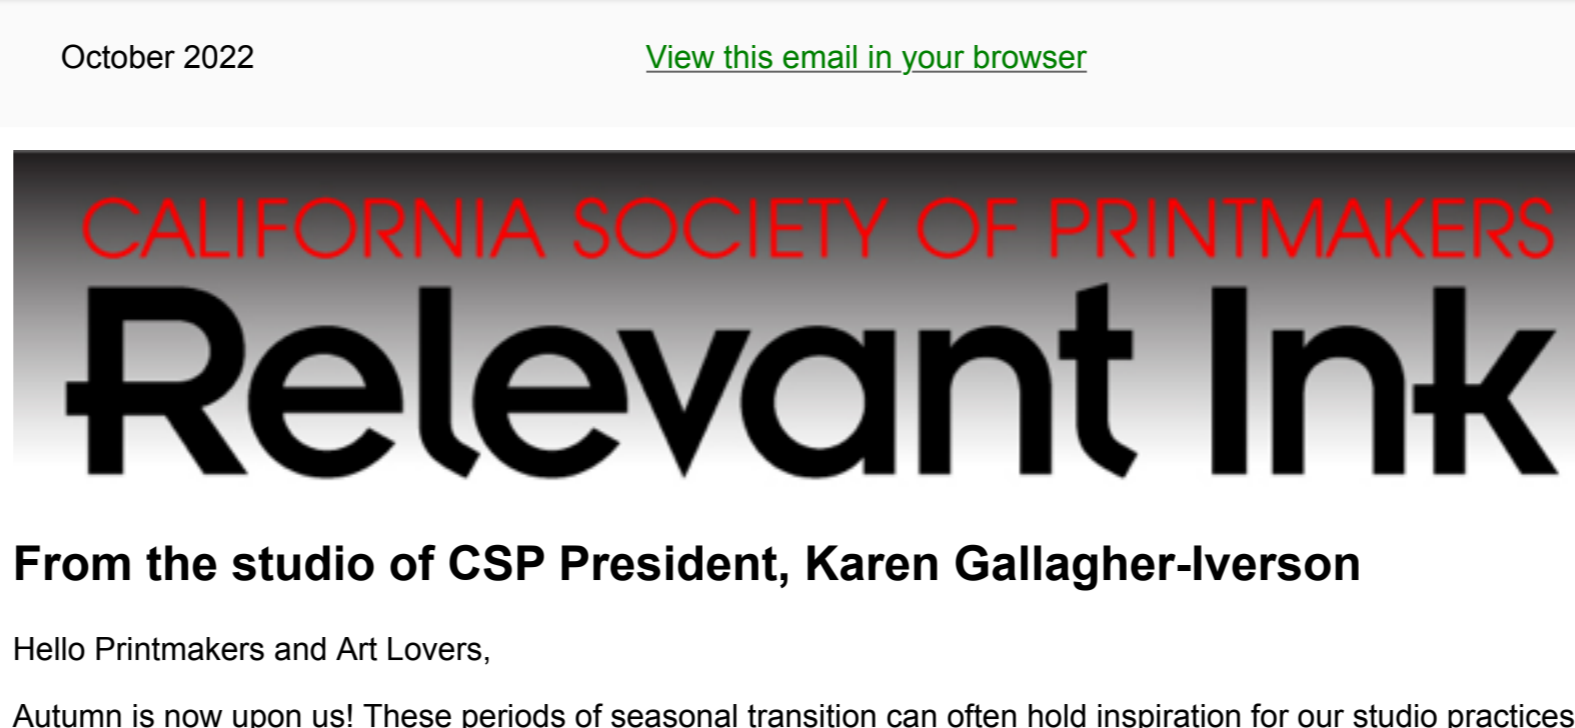 October 2022
View this email in your browser
CALIFORNIA SOCIETY OF PRINTMAKERS
Relevant Ink
From the studio of CSP President, Karen Gallagher-Iverson
Hello Printmakers and Art Lovers,
Autumn is now upon us! These periods of seasonal transition can often hold inspiration for our studio practices